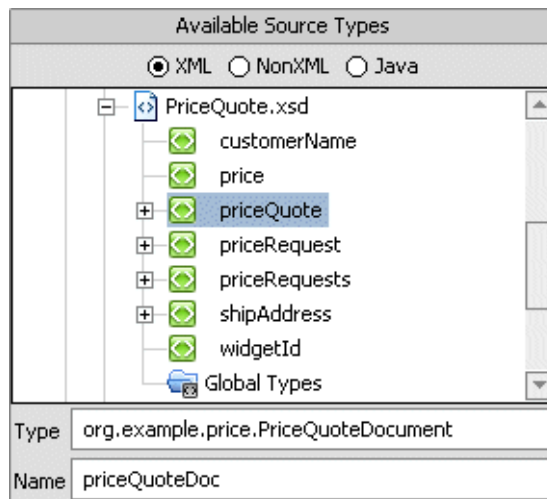 Available Source Types
XML NonXML Java
PriceQuote.xsd
customerName
price
priceQuote
priceRequest
priceRequests
shipAddress
widgetId
Global Types
Type org.example.price.PriceQuoteDocument
Name priceQuoteDoc